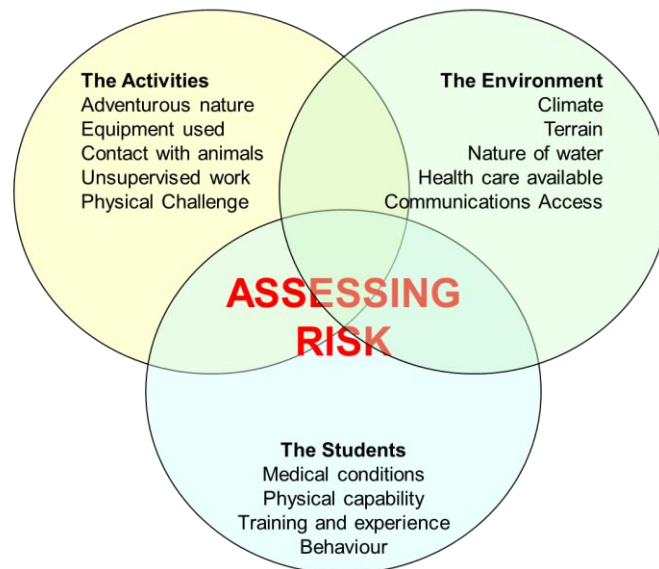 The Activities
Adventurous nature
Equipment used
Contact with animals
Unsupervised work
Physical Challenge
The Environment
Climate
Terrain
Nature of water
Health care available
Communications Access
ASSESSING
RISK
The Students
Medical conditions
Physical capability
Training and experience
Behaviour